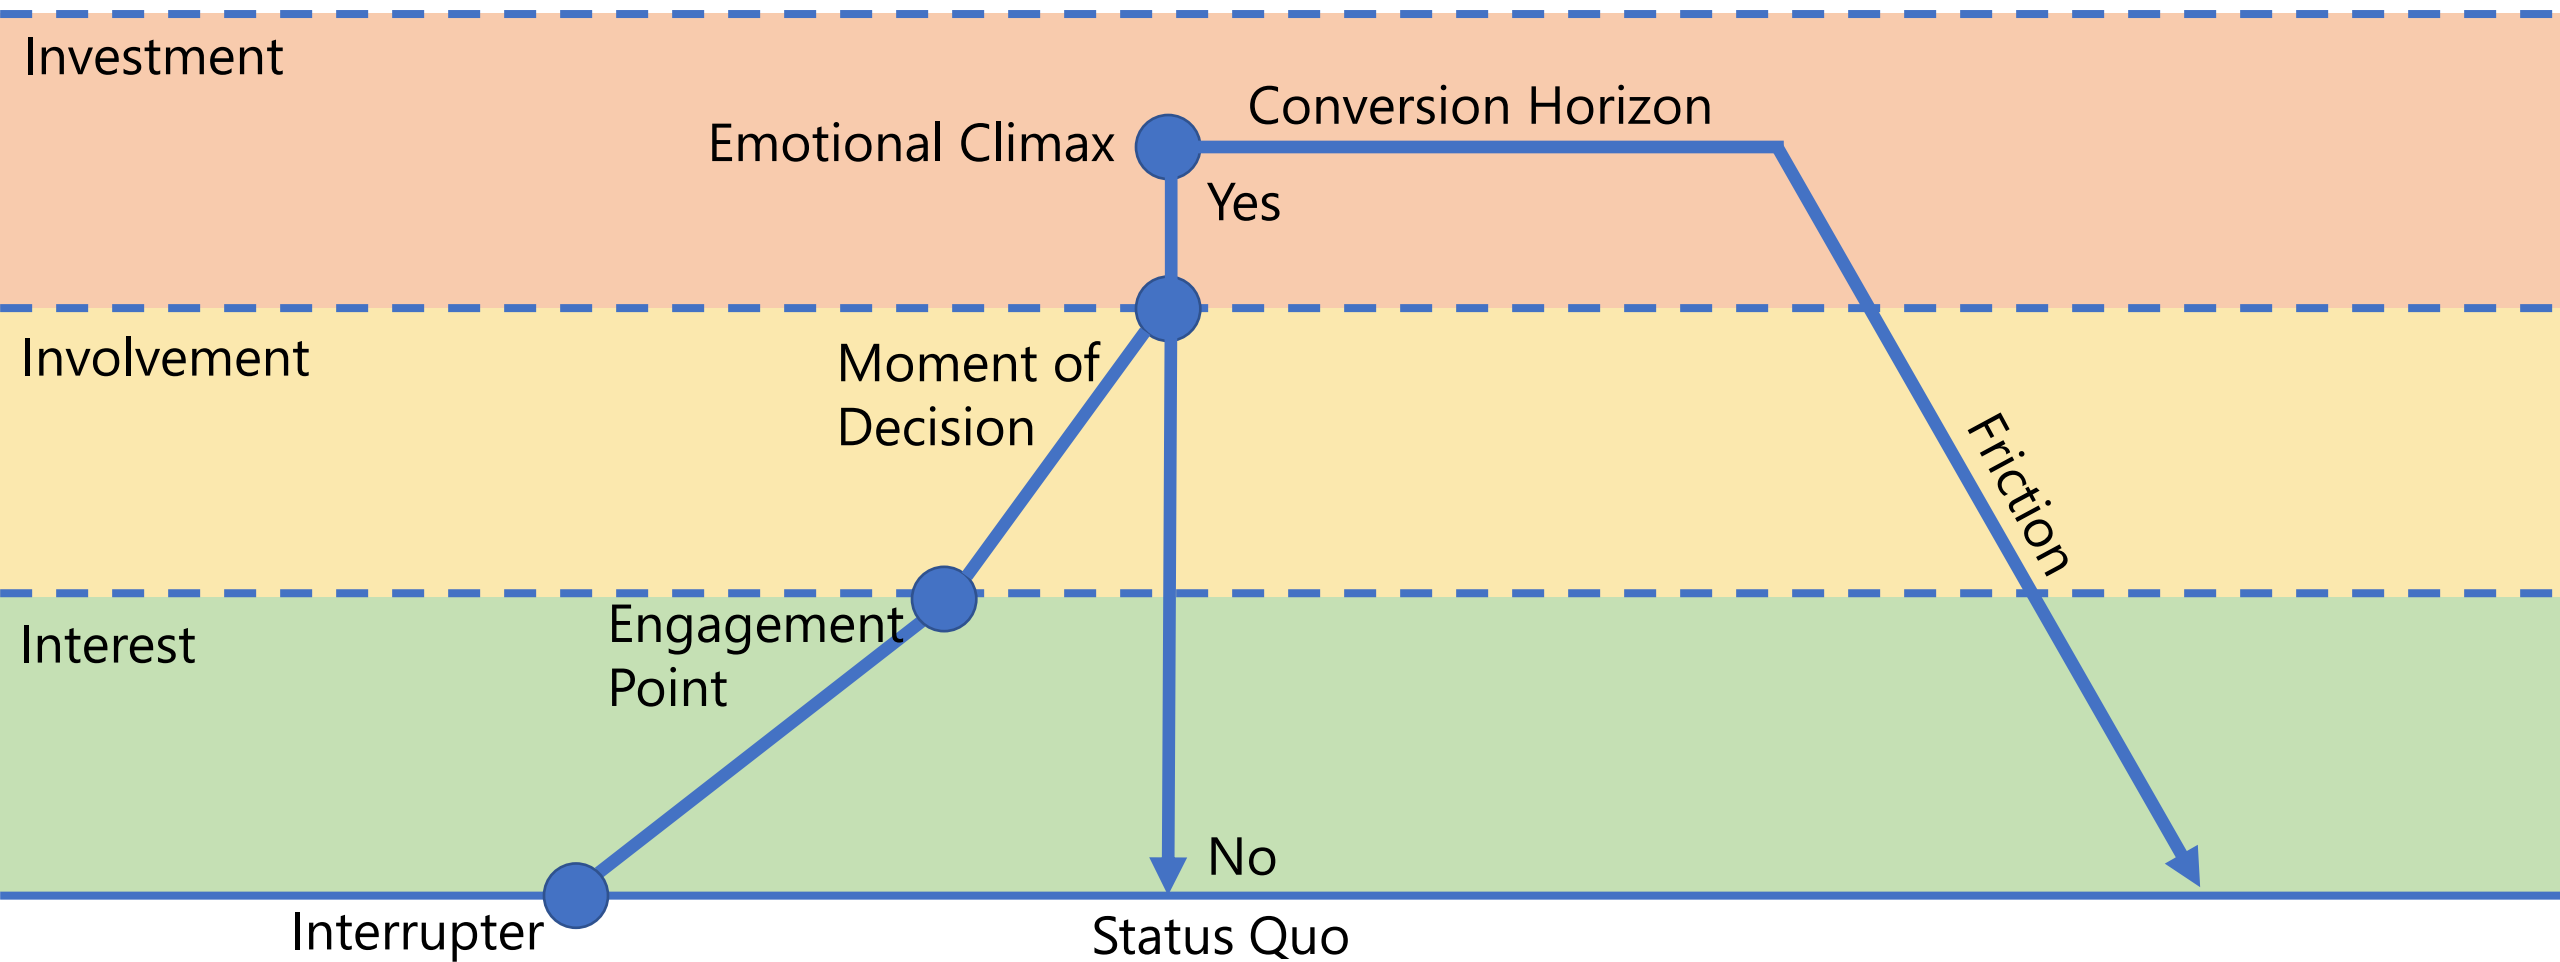 Investment
Conversion Horizon
Emotional Climax
Yes
Involvement
Moment of
Decision
Friction
Engagement
Point
Interest
No
Interrupter
Status Quo